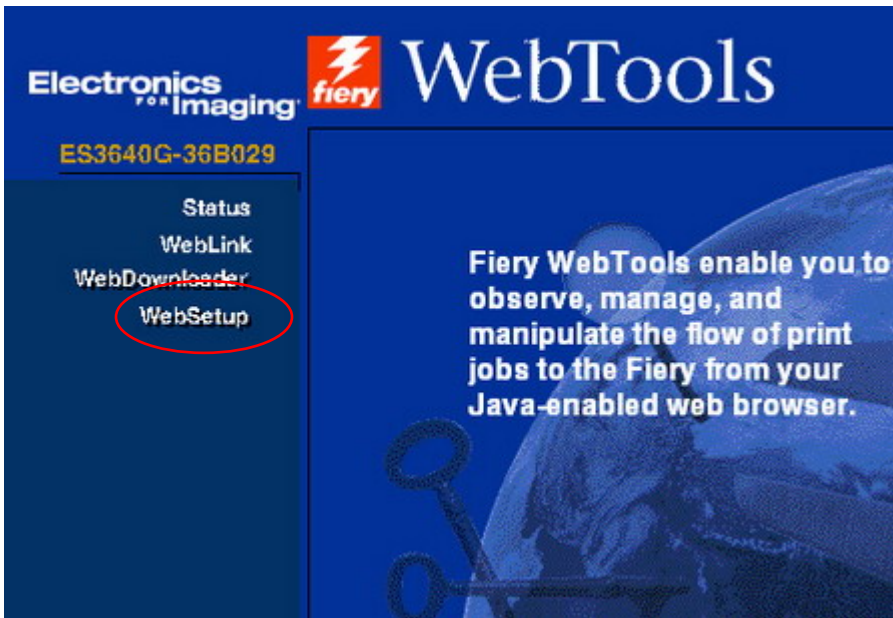 Electronics
FOR Imaging
fiery
WebTools
ES3640G-36B029
Status
WebLink
WebDownloader
WebSetup
Fiery WebTools enable you to
observe, manage, and
manipulate the flow of print
jobs to the Fiery from your
Java-enabled web browser.